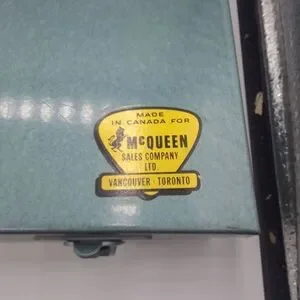 MADE
IN CANADA FOR
McQUEEN
SALES COMPANY
LTD.
VANCOUVER TORONTO